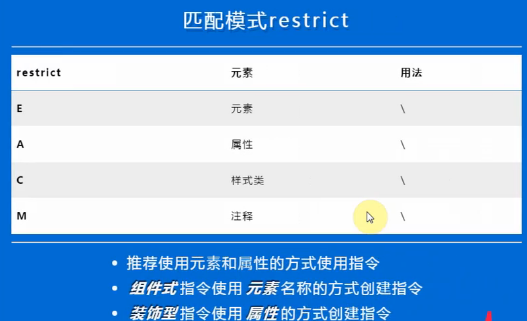 匹配模式restrict
restrict 元素 用法
E 元素 \
A 属性 \
C 样式类 \
M 注释 \
• 推荐使用元素和属性的方式使用指令
• 组件式指令使用 元素名称的方式创建指令
• 装饰型指令使用 属性的方式创建指令